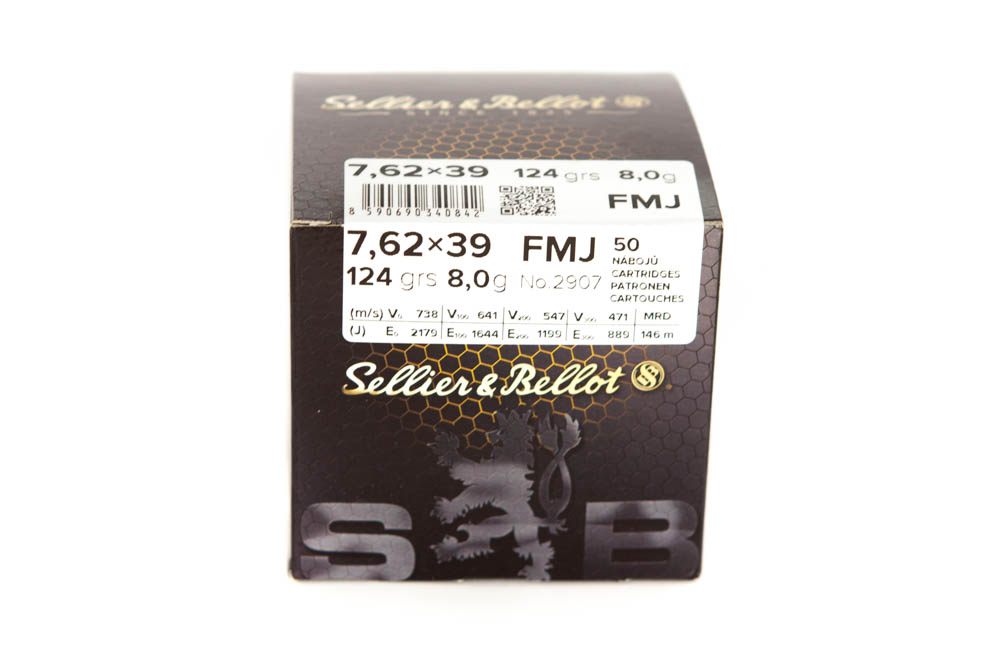 Sellier & Bellot S&B
SINCE 1825
7,62×39 124 grs 8,0g
8 590690 340842
FMJ
7,62×39 FMJ 50
NÁBOJŮ
124 grs 8,0g No.2907 CARTRIDGES
PATRONEN
CARTOUCHES
(m/s) V₀ 738 V₁₀₀ 641 V₂₀₀ 547 V₃₀₀ 471 MRD
(J) E₀ 2179 E₁₀₀ 1644 E₂₀₀ 1199 E₃₀₀ 889 146 m
Sellier & Bellot S&B
S B